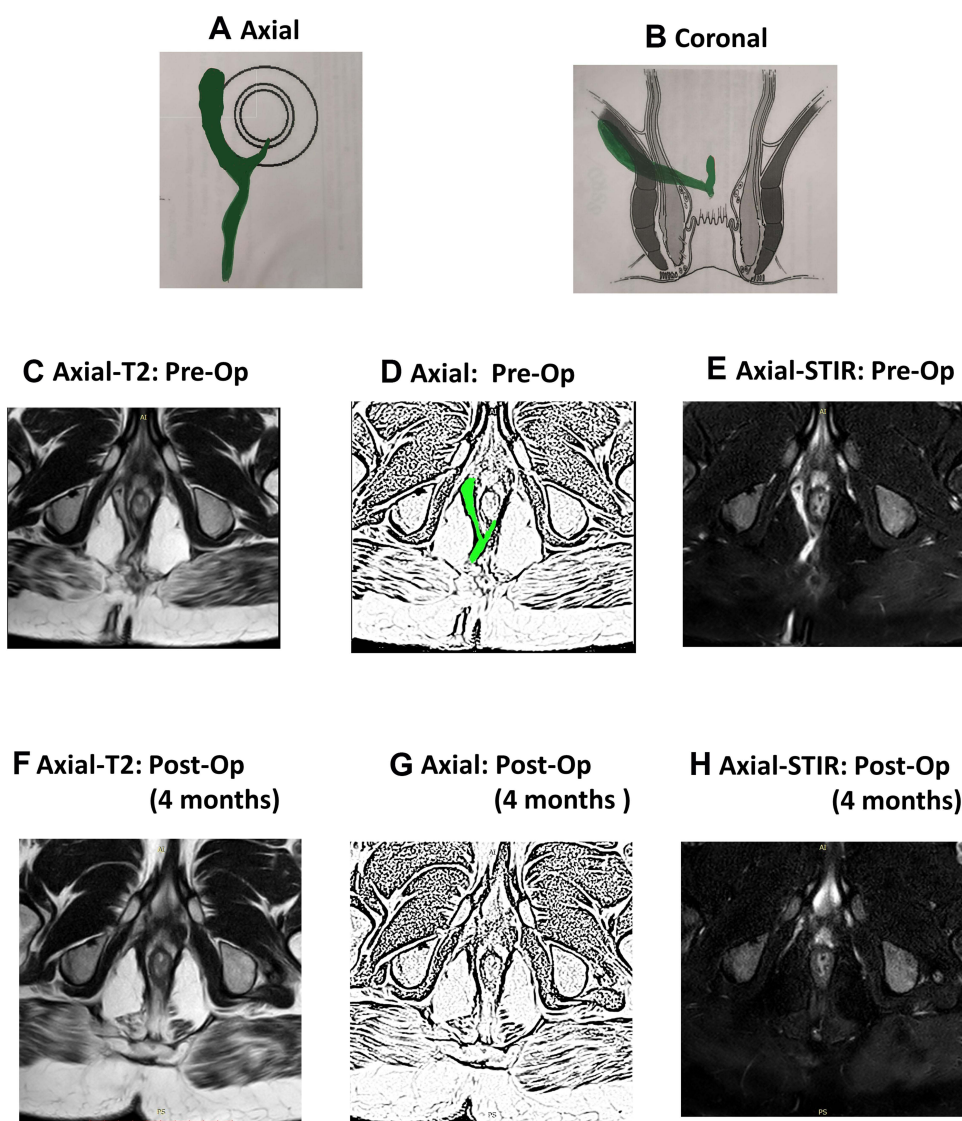 A Axial
B Coronal
C Axial-T2: Pre-Op
D Axial: Pre-Op
E Axial-STIR: Pre-Op
AI
AI
AI
F Axial-T2: Post-Op
(4 months)
G Axial: Post-Op
(4 months )
H Axial-STIR: Post-Op
(4 months)
AI
AI
AI
PS
PS
PS